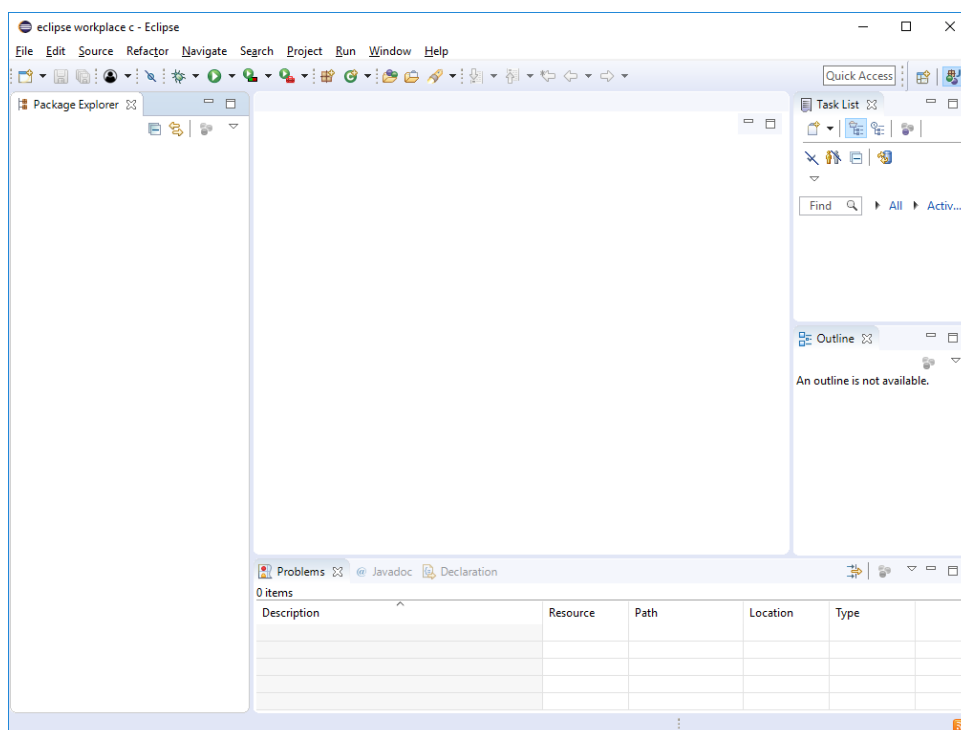 eclipse workplace c - Eclipse
File Edit Source Refactor Navigate Search Project Run Window Help
Quick Access
Package Explorer
Task List
Find All Activ...
Outline
An outline is not available.
Problems @ Javadoc Declaration
0 items
Description Resource Path Location Type